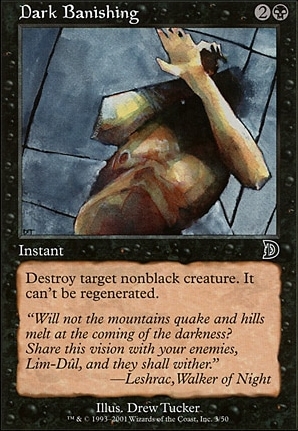 Dark Banishing 2
DT
Instant
Destroy target nonblack creature. It
can't be regenerated.
"Will not the mountains quake and hills
melt at the coming of the darkness?
Share this vision with your enemies,
Lim-Dûl, and they shall wither."
—Leshrac, Walker of Night
Illus. Drew Tucker
™ & © 1993–2001 Wizards of the Coast, Inc. 3/50